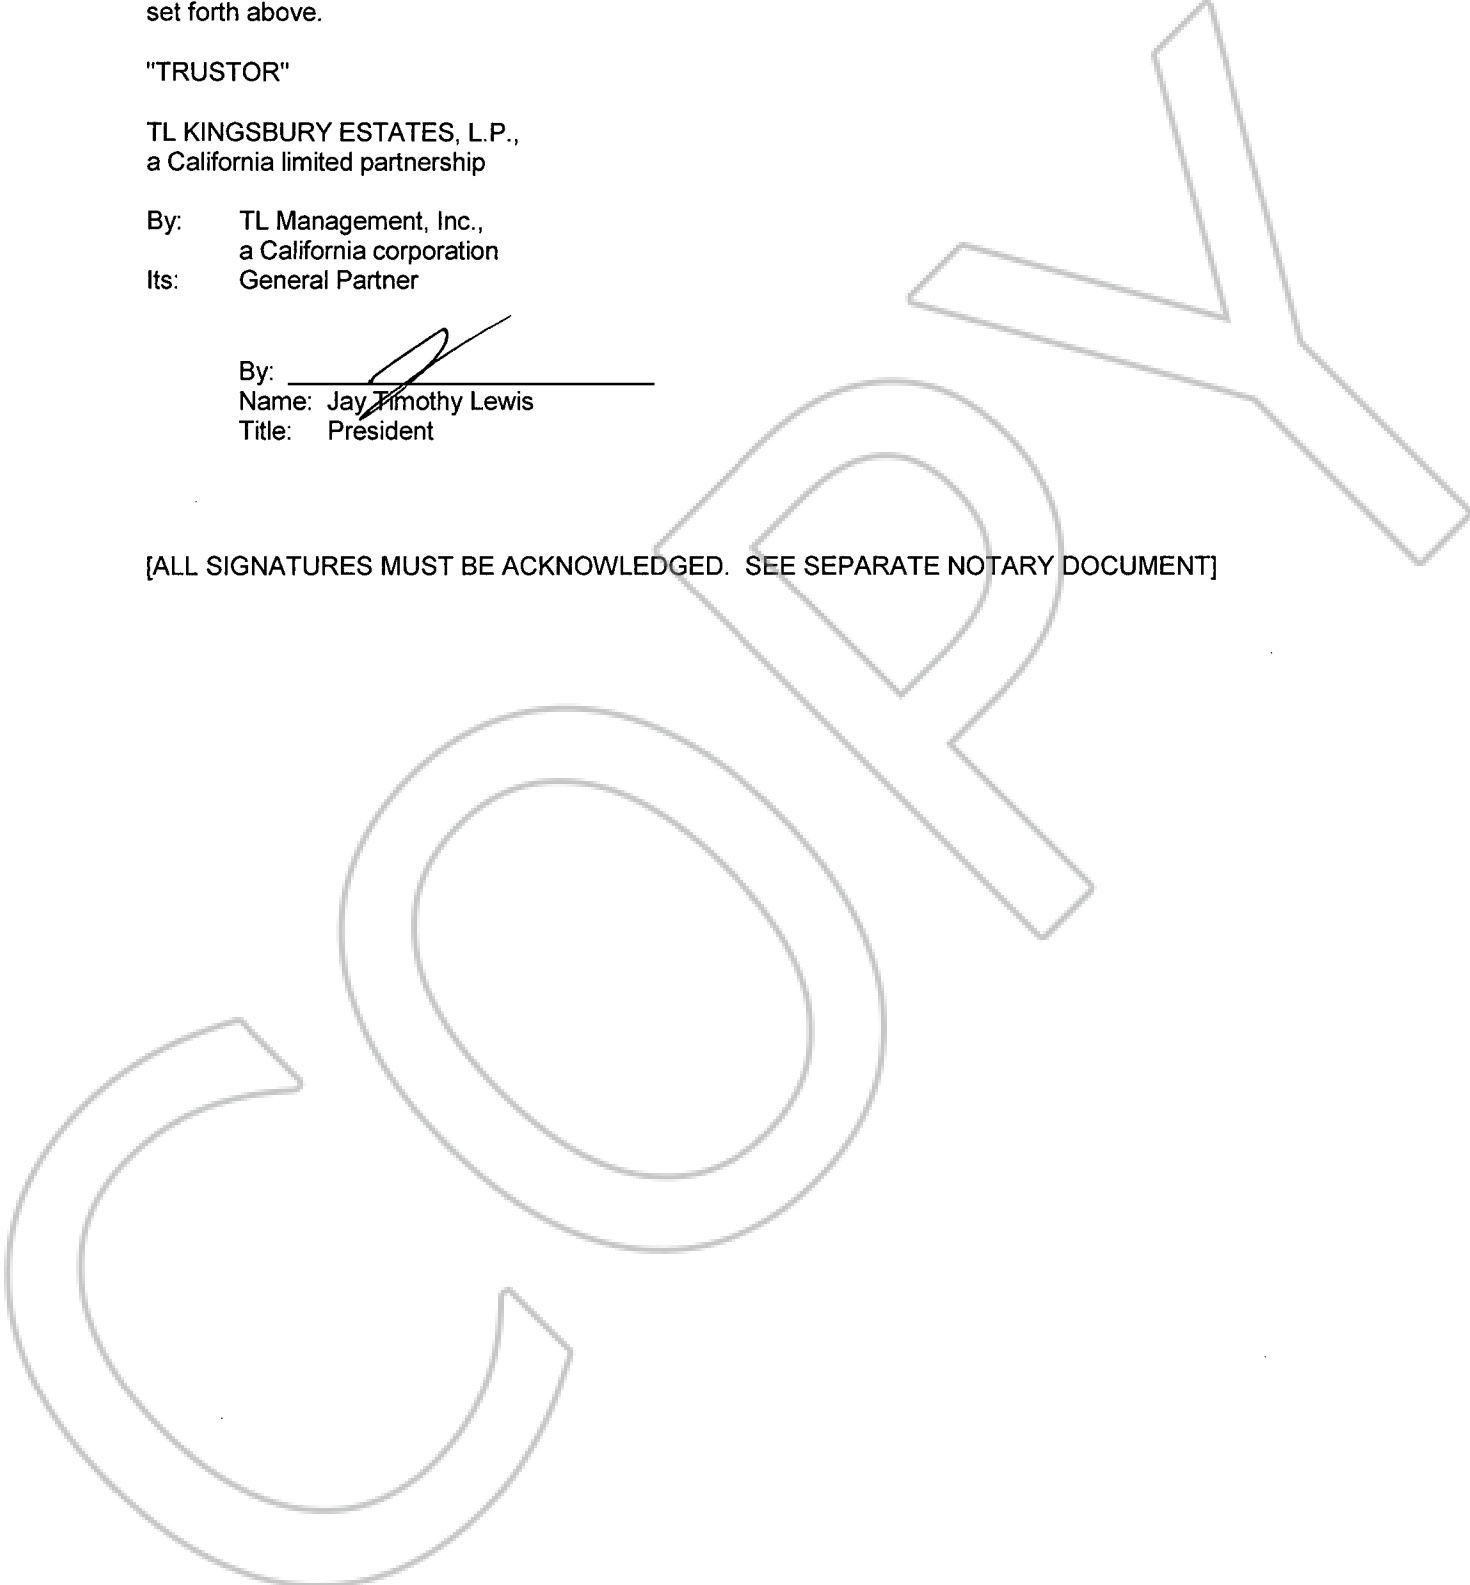 set forth above.
"TRUSTOR"
TL KINGSBURY ESTATES, L.P.,
a California limited partnership
By: TL Management, Inc.,
a California corporation
Its: General Partner
By:
Name: Jay Timothy Lewis
Title: President
[ALL SIGNATURES MUST BE ACKNOWLEDGED. SEE SEPARATE NOTARY DOCUMENT]
COPY